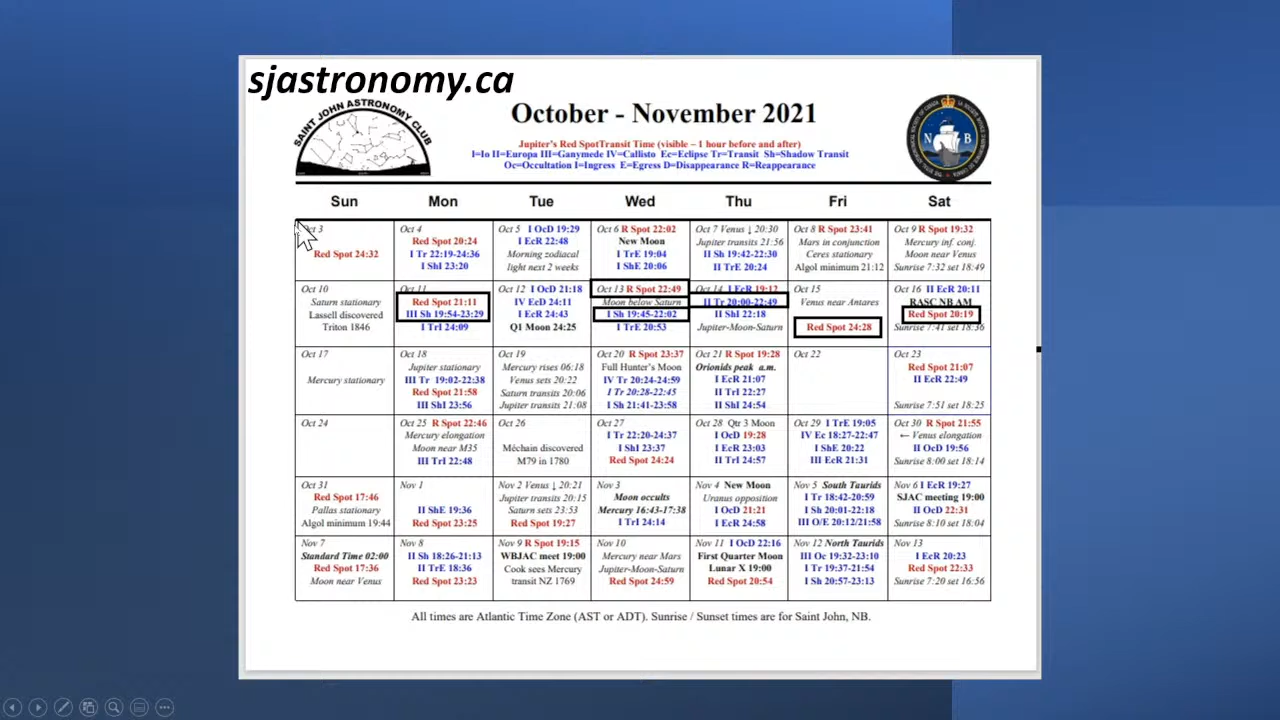 sjastronomy.ca
SAINT JOHN ASTRONOMY CLUB
October - November 2021
N B
Jupiter's Red SpotTransit Time (visible – 1 hour before and after)
I=Io II=Europa III=Ganymede IV=Callisto Ec=Eclipse Tr=Transit Sh=Shadow Transit
Oc=Occultation I=Ingress E=Egress D=Disappearance R=Reappearance
Sun Mon Tue Wed Thu Fri Sat
Oct 3
Red Spot 24:32
Oct 4
Red Spot 20:24
I Tr 22:19-24:36
I ShI 23:20
Oct 5 I OcD 19:29
I EcR 22:48
Morning zodiacal
light next 2 weeks
Oct 6 R Spot 22:02
New Moon
I TrE 19:04
I ShE 20:06
Oct 7 Venus ↓ 20:30
Jupiter transits 21:56
II Sh 19:42-22:30
II TrE 20:24
Oct 8 R Spot 23:41
Mars in conjunction
Ceres stationary
Algol minimum 21:12
Oct 9 R Spot 19:32
Mercury inf. conj.
Moon near Venus
Sunrise 7:32 set 18:49
Oct 10
Saturn stationary
Lassell discovered
Triton 1846
Oct 11
Red Spot 21:11
III Sh 19:54-23:29
I TrI 24:09
Oct 12 I OcD 21:18
IV EcD 24:11
I EcR 24:43
Q1 Moon 24:25
Oct 13 R Spot 22:49
Moon below Saturn
I Sh 19:45-22:02
I TrE 20:53
Oct 14 I EcR 19:12
II Tr 20:00-22:49
II ShI 22:18
Jupiter-Moon-Saturn
Oct 15
Venus near Antares
Red Spot 24:28
Oct 16 II EcR 20:11
RASC NB AM
Red Spot 20:19
Sunrise 7:41 set 18:36
Oct 17
Mercury stationary
Oct 18
Jupiter stationary
III Tr 19:02-22:38
Red Spot 21:58
III ShI 23:56
Oct 19
Mercury rises 06:18
Venus sets 20:22
Saturn transits 20:06
Jupiter transits 21:08
Oct 20 R Spot 23:37
Full Hunter's Moon
IV Tr 20:24-24:59
I Tr 20:28-22:45
I Sh 21:41-23:58
Oct 21 R Spot 19:28
Orionids peak a.m.
I EcR 21:07
II TrI 22:27
II ShI 24:54
Oct 22
Oct 23
Red Spot 21:07
II EcR 22:49
Sunrise 7:51 set 18:25
Oct 24
Oct 25 R Spot 22:46
Mercury elongation
Moon near M35
III TrI 22:48
Oct 26
Méchain discovered
M79 in 1780
Oct 27
I Tr 22:20-24:37
I ShI 23:37
Red Spot 24:24
Oct 28 Qtr 3 Moon
I OcD 19:28
I EcR 23:03
II TrI 24:57
Oct 29 I TrE 19:05
IV Ec 18:27-22:47
I ShE 20:22
III EcR 21:31
Oct 30 R Spot 21:55
← Venus elongation
II OcD 19:56
Sunrise 8:00 set 18:14
Oct 31
Red Spot 17:46
Pallas stationary
Algol minimum 19:44
Nov 1
II ShE 19:36
Red Spot 23:25
Nov 2 Venus ↓ 20:21
Jupiter transits 20:15
Saturn sets 23:53
Red Spot 19:27
Nov 3
Moon occults
Mercury 16:43-17:38
I TrI 24:14
Nov 4 New Moon
Uranus opposition
I OcD 21:21
I EcR 24:58
Nov 5 South Taurids
I Tr 18:42-20:59
I Sh 20:01-22:18
III O/E 20:12/21:58
Nov 6 I EcR 19:27
SJAC meeting 19:00
II OcD 22:31
Sunrise 8:10 set 18:04
Nov 7
Standard Time 02:00
Red Spot 17:36
Moon near Venus
Nov 8
II Sh 18:26-21:13
II TrE 18:36
Red Spot 23:23
Nov 9 R Spot 19:15
WBJAC meet 19:00
Cook sees Mercury
transit NZ 1769
Nov 10
Mercury near Mars
Jupiter-Moon-Saturn
Red Spot 24:59
Nov 11 I OcD 22:16
First Quarter Moon
Lunar X 19:00
Red Spot 20:54
Nov 12 North Taurids
III Oc 19:32-23:10
I Tr 19:37-21:54
I Sh 20:57-23:13
Nov 13
I EcR 20:23
Red Spot 22:33
Sunrise 7:20 set 16:56
All times are Atlantic Time Zone (AST or ADT). Sunrise / Sunset times are for Saint John, NB.